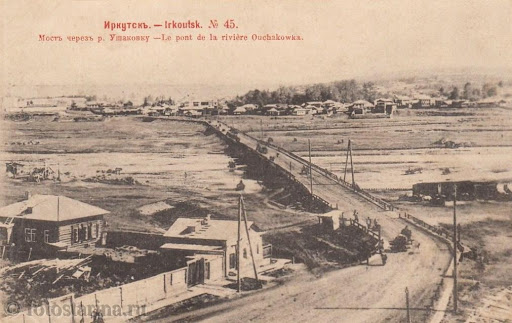 Иркутскъ. — Irkoutsk. № 45.
Мостъ черезъ р. Ушаковку — Le pont de la rivière Ouchakowka.
© fotostarina.ru